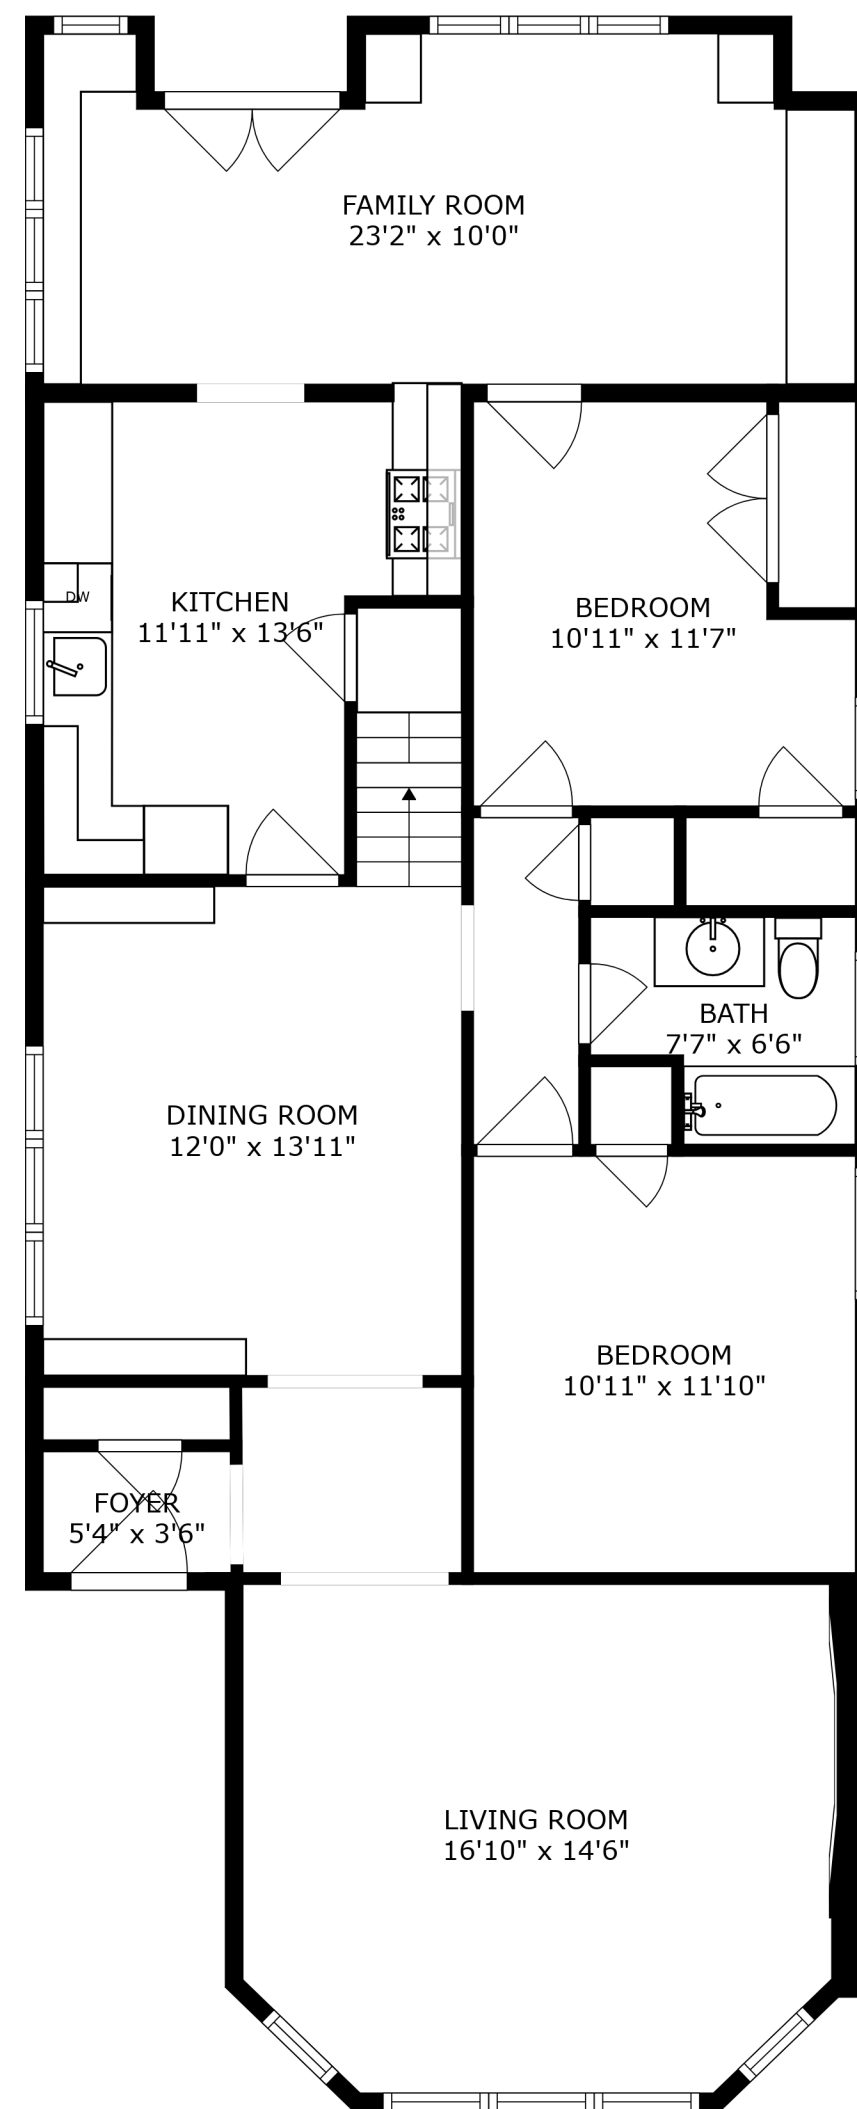 FAMILY ROOM
23'2" x 10'0"
KITCHEN
11'11" x 13'6"
DW
BEDROOM
10'11" x 11'7"
BATH
7'7" x 6'6"
DINING ROOM
12'0" x 13'11"
BEDROOM
10'11" x 11'10"
FOYER
5'4" x 3'6"
LIVING ROOM
16'10" x 14'6"